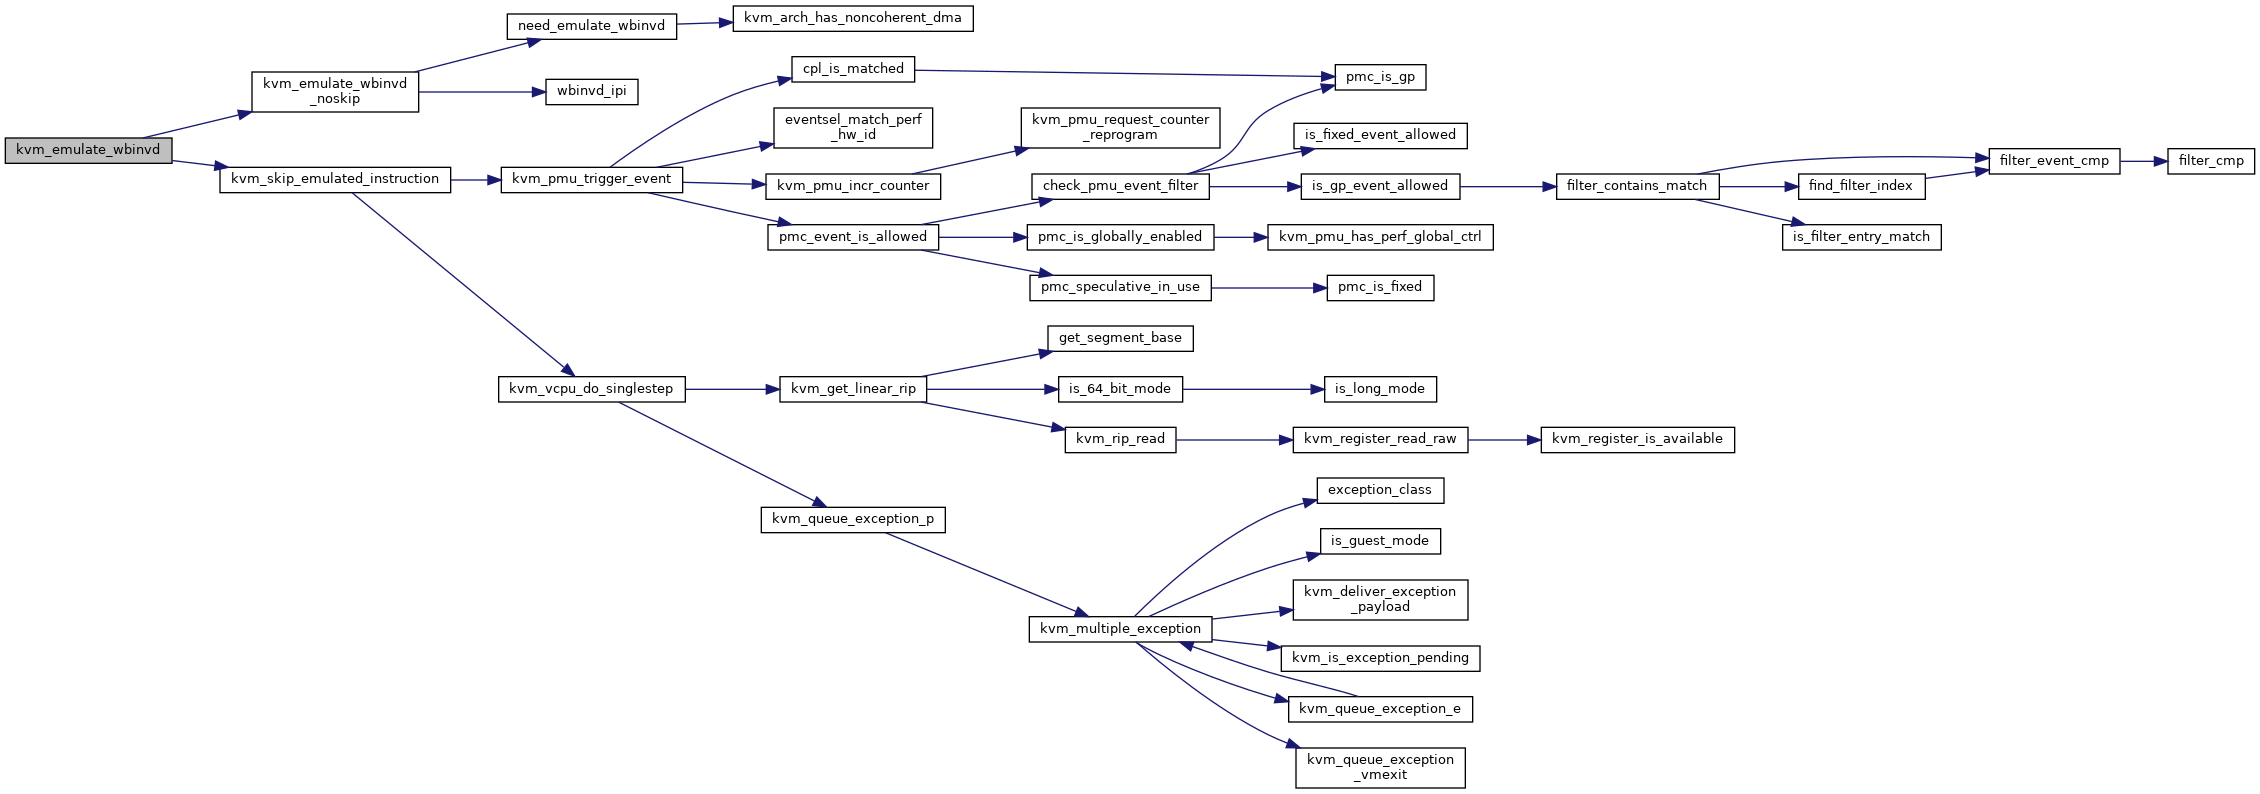 need_emulate_wbinvd
kvm_arch_has_noncoherent_dma
kvm_emulate_wbinvd
_noskip
wbinvd_ipi
cpl_is_matched
pmc_is_gp
eventsel_match_perf
_hw_id
kvm_pmu_request_counter
_reprogram
is_fixed_event_allowed
kvm_emulate_wbinvd
kvm_skip_emulated_instruction
kvm_pmu_trigger_event
kvm_pmu_incr_counter
check_pmu_event_filter
is_gp_event_allowed
filter_contains_match
find_filter_index
filter_event_cmp
filter_cmp
pmc_event_is_allowed
pmc_is_globally_enabled
kvm_pmu_has_perf_global_ctrl
is_filter_entry_match
pmc_speculative_in_use
pmc_is_fixed
get_segment_base
kvm_vcpu_do_singlestep
kvm_get_linear_rip
is_64_bit_mode
is_long_mode
kvm_rip_read
kvm_register_read_raw
kvm_register_is_available
exception_class
kvm_queue_exception_p
is_guest_mode
kvm_deliver_exception
_payload
kvm_multiple_exception
kvm_is_exception_pending
kvm_queue_exception_e
kvm_queue_exception
_vmexit